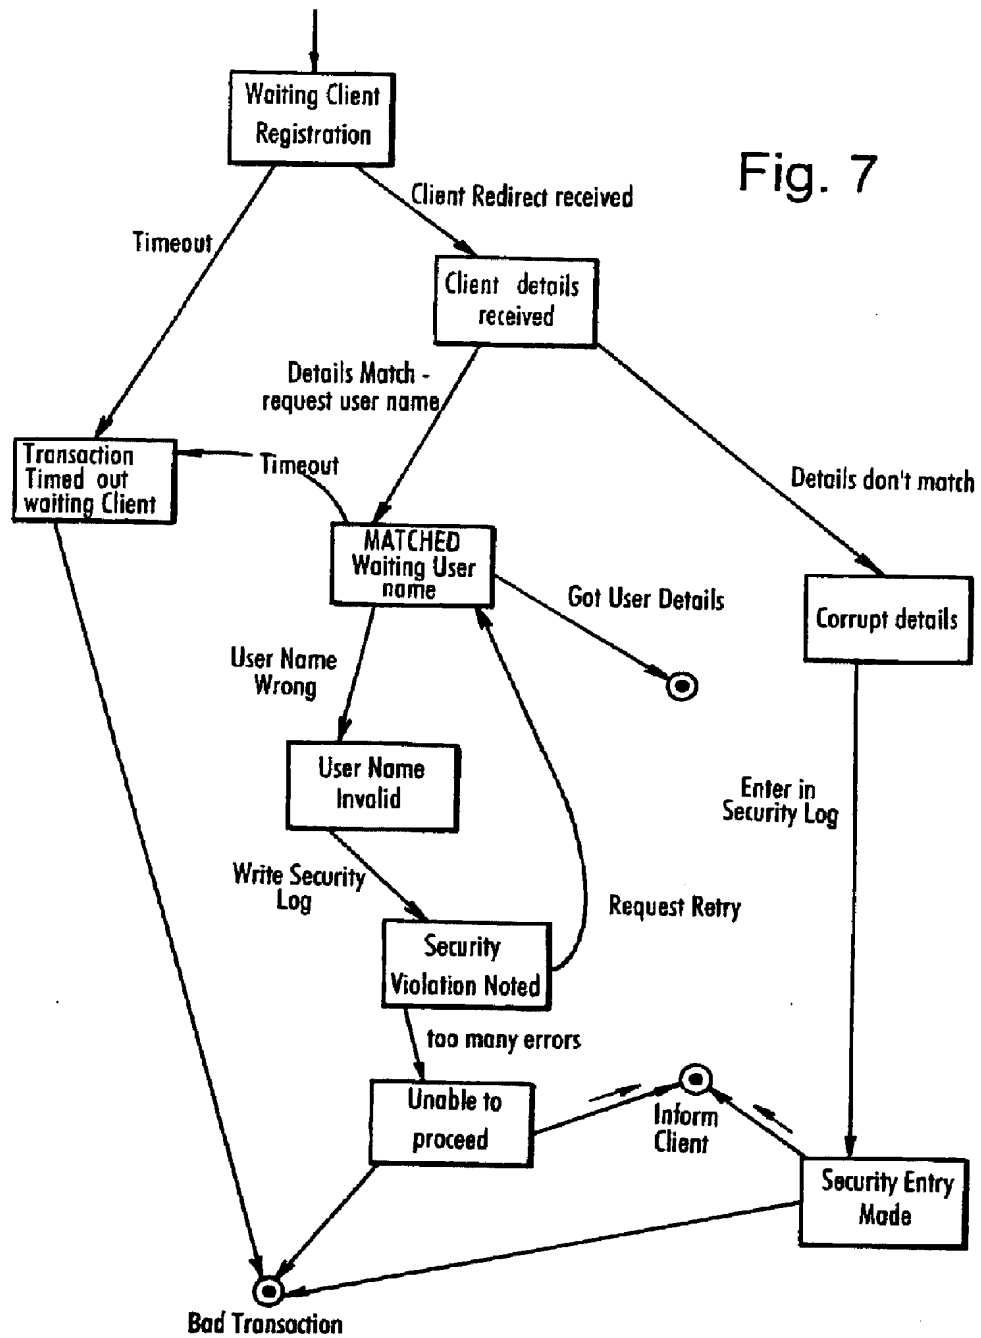 Waiting Client
Registration
Fig. 7
Client Redirect received
Timeout
Client details
received
Details Match -
request user name
Transaction
Timed out
waiting Client
Timeout
Details don't match
MATCHED
Waiting User
name
Got User Details
Corrupt details
User Name
Wrong
User Name
Invalid
Enter in
Security Log
Write Security
Log
Request Retry
Security
Violation Noted
too many errors
Unable to
proceed
Inform
Client
Security Entry
Made
Bad Transaction